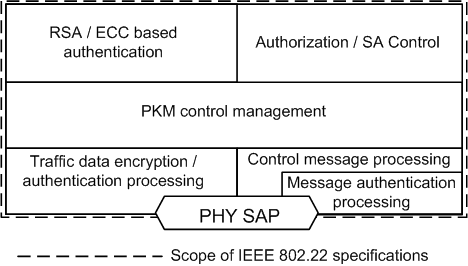 RSA / ECC based
authentication
Authorization / SA Control
PKM control management
Traffic data encryption /
authentication processing
Control message processing
Message authentication
processing
PHY SAP
Scope of IEEE 802.22 specifications